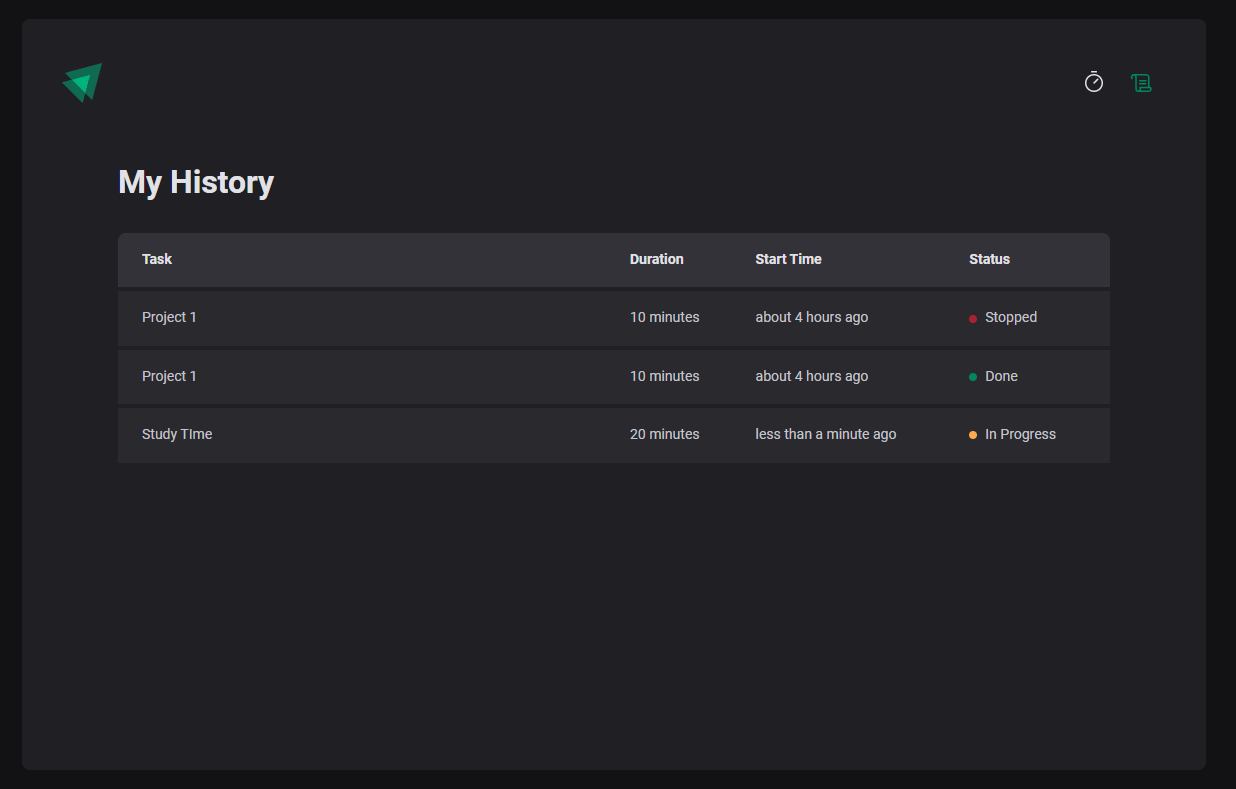 My History
Task Duration Start Time Status
Project 1 10 minutes about 4 hours ago Stopped
Project 1 10 minutes about 4 hours ago Done
Study TIme 20 minutes less than a minute ago In Progress